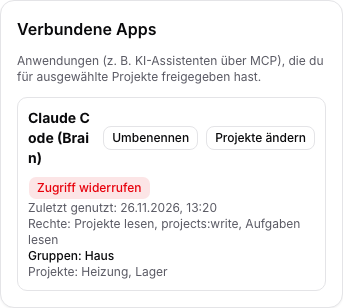 Verbundene Apps
Anwendungen (z. B. KI-Assistenten über MCP), die du
für ausgewählte Projekte freigegeben hast.
Claude C
ode (Brai
n)
Umbenennen
Projekte ändern
Zugriff widerrufen
Zuletzt genutzt: 26.11.2026, 13:20
Rechte: Projekte lesen, projects:write, Aufgaben
lesen
Gruppen: Haus
Projekte: Heizung, Lager